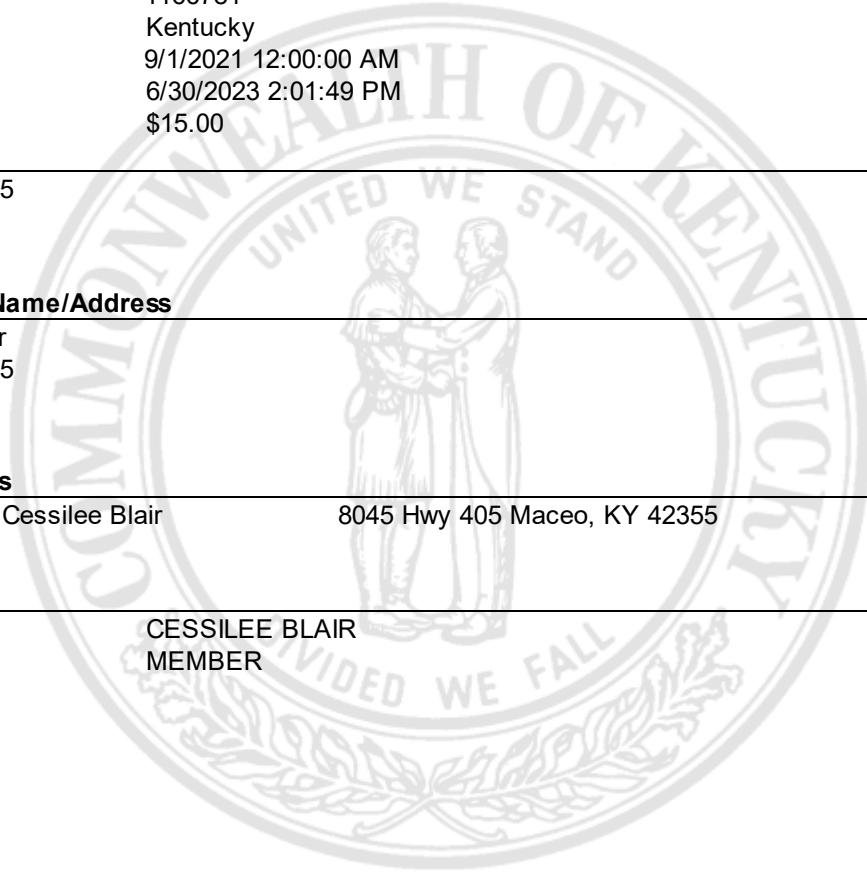 Kentucky
9/1/2021 12:00:00 AM
6/30/2023 2:01:49 PM
$15.00
5
Name/Address
r
5
s
Cessilee Blair 8045 Hwy 405 Maceo, KY 42355
CESSILEE BLAIR
MEMBER
COMMONWEALTH OF KENTUCKY
UNITED WE STAND
DIVIDED WE FALL